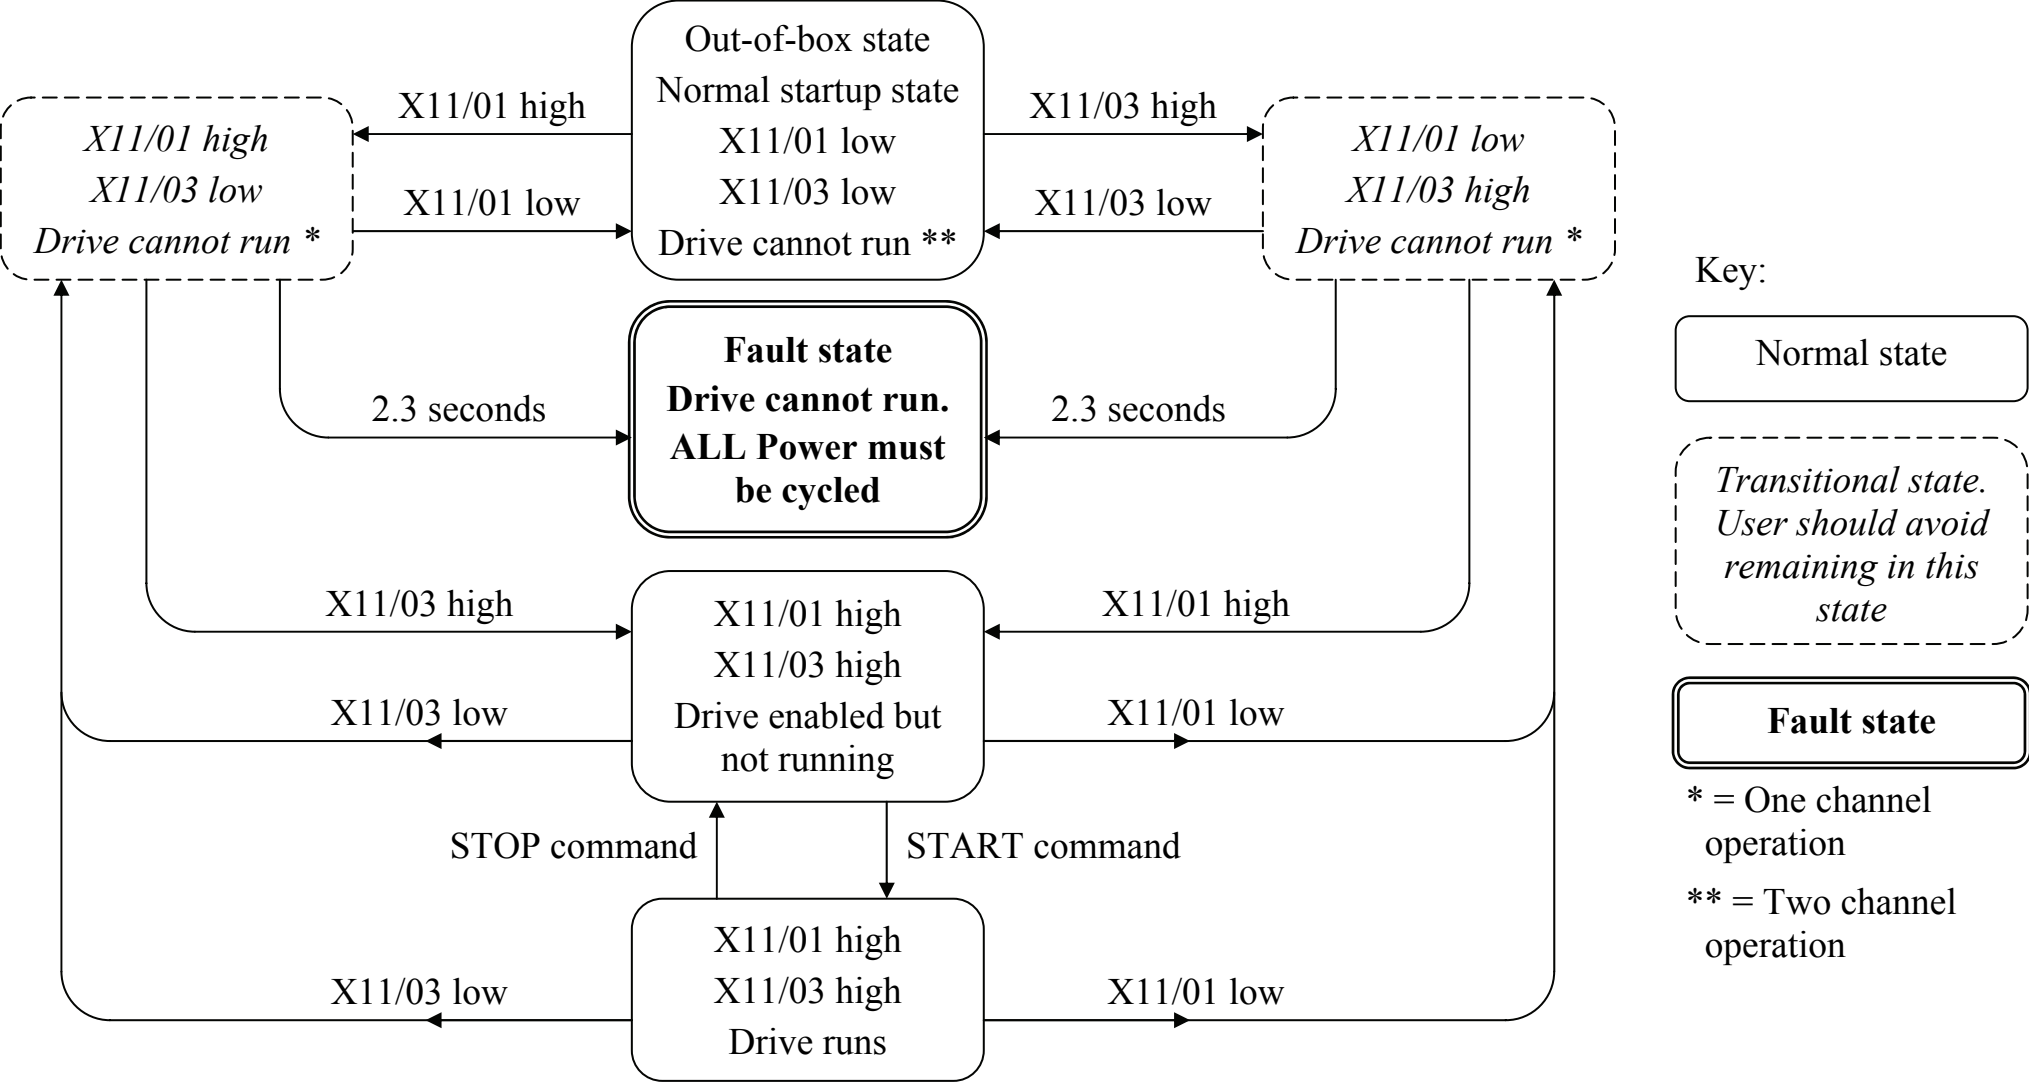 Out-of-box state
Normal startup state
X11/01 low
X11/03 low
Drive cannot run **
X11/01 high
X11/01 low
X11/03 high
X11/03 low
X11/01 high
X11/03 low
Drive cannot run *
X11/01 low
X11/03 high
Drive cannot run *
Fault state
Drive cannot run.
ALL Power must
be cycled
2.3 seconds
2.3 seconds
X11/03 high
X11/01 high
X11/01 high
X11/03 high
Drive enabled but
not running
X11/03 low
X11/01 low
STOP command
START command
X11/01 high
X11/03 high
Drive runs
X11/03 low
X11/01 low
Key:
Normal state
Transitional state.
User should avoid
remaining in this
state
Fault state
* = One channel
operation
** = Two channel
operation